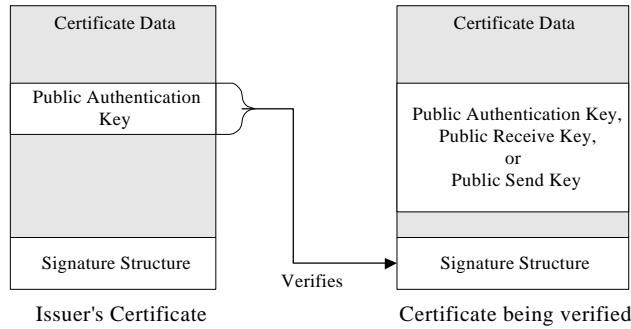 Certificate Data
Public Authentication
Key
Signature Structure
Issuer's Certificate
Verifies
Certificate Data
Public Authentication Key,
Public Receive Key,
or
Public Send Key
Signature Structure
Certificate being verified